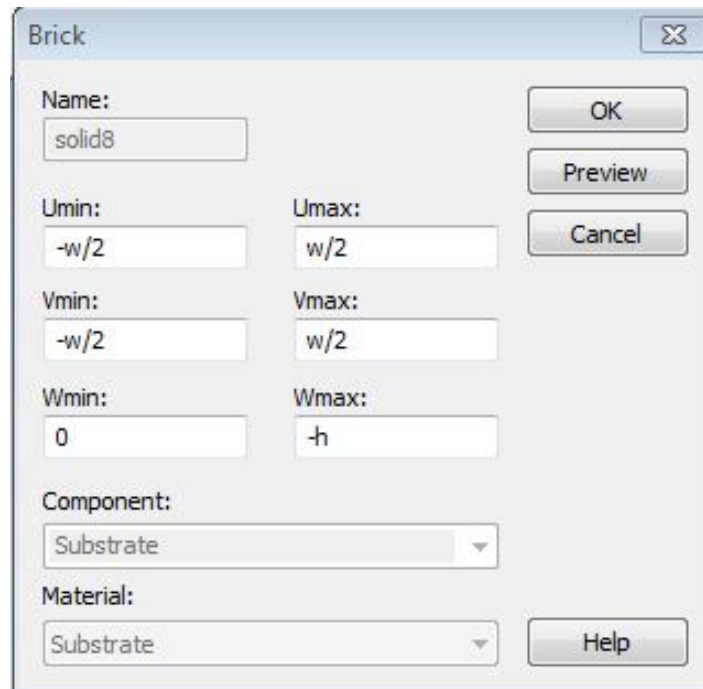 Brick
Name:
solid8
OK
Preview
Umin:
Umax:
Cancel
-w/2
w/2
Vmin:
Vmax:
-w/2
w/2
Wmin:
Wmax:
0
-h
Component:
Substrate
Material:
Substrate
Help